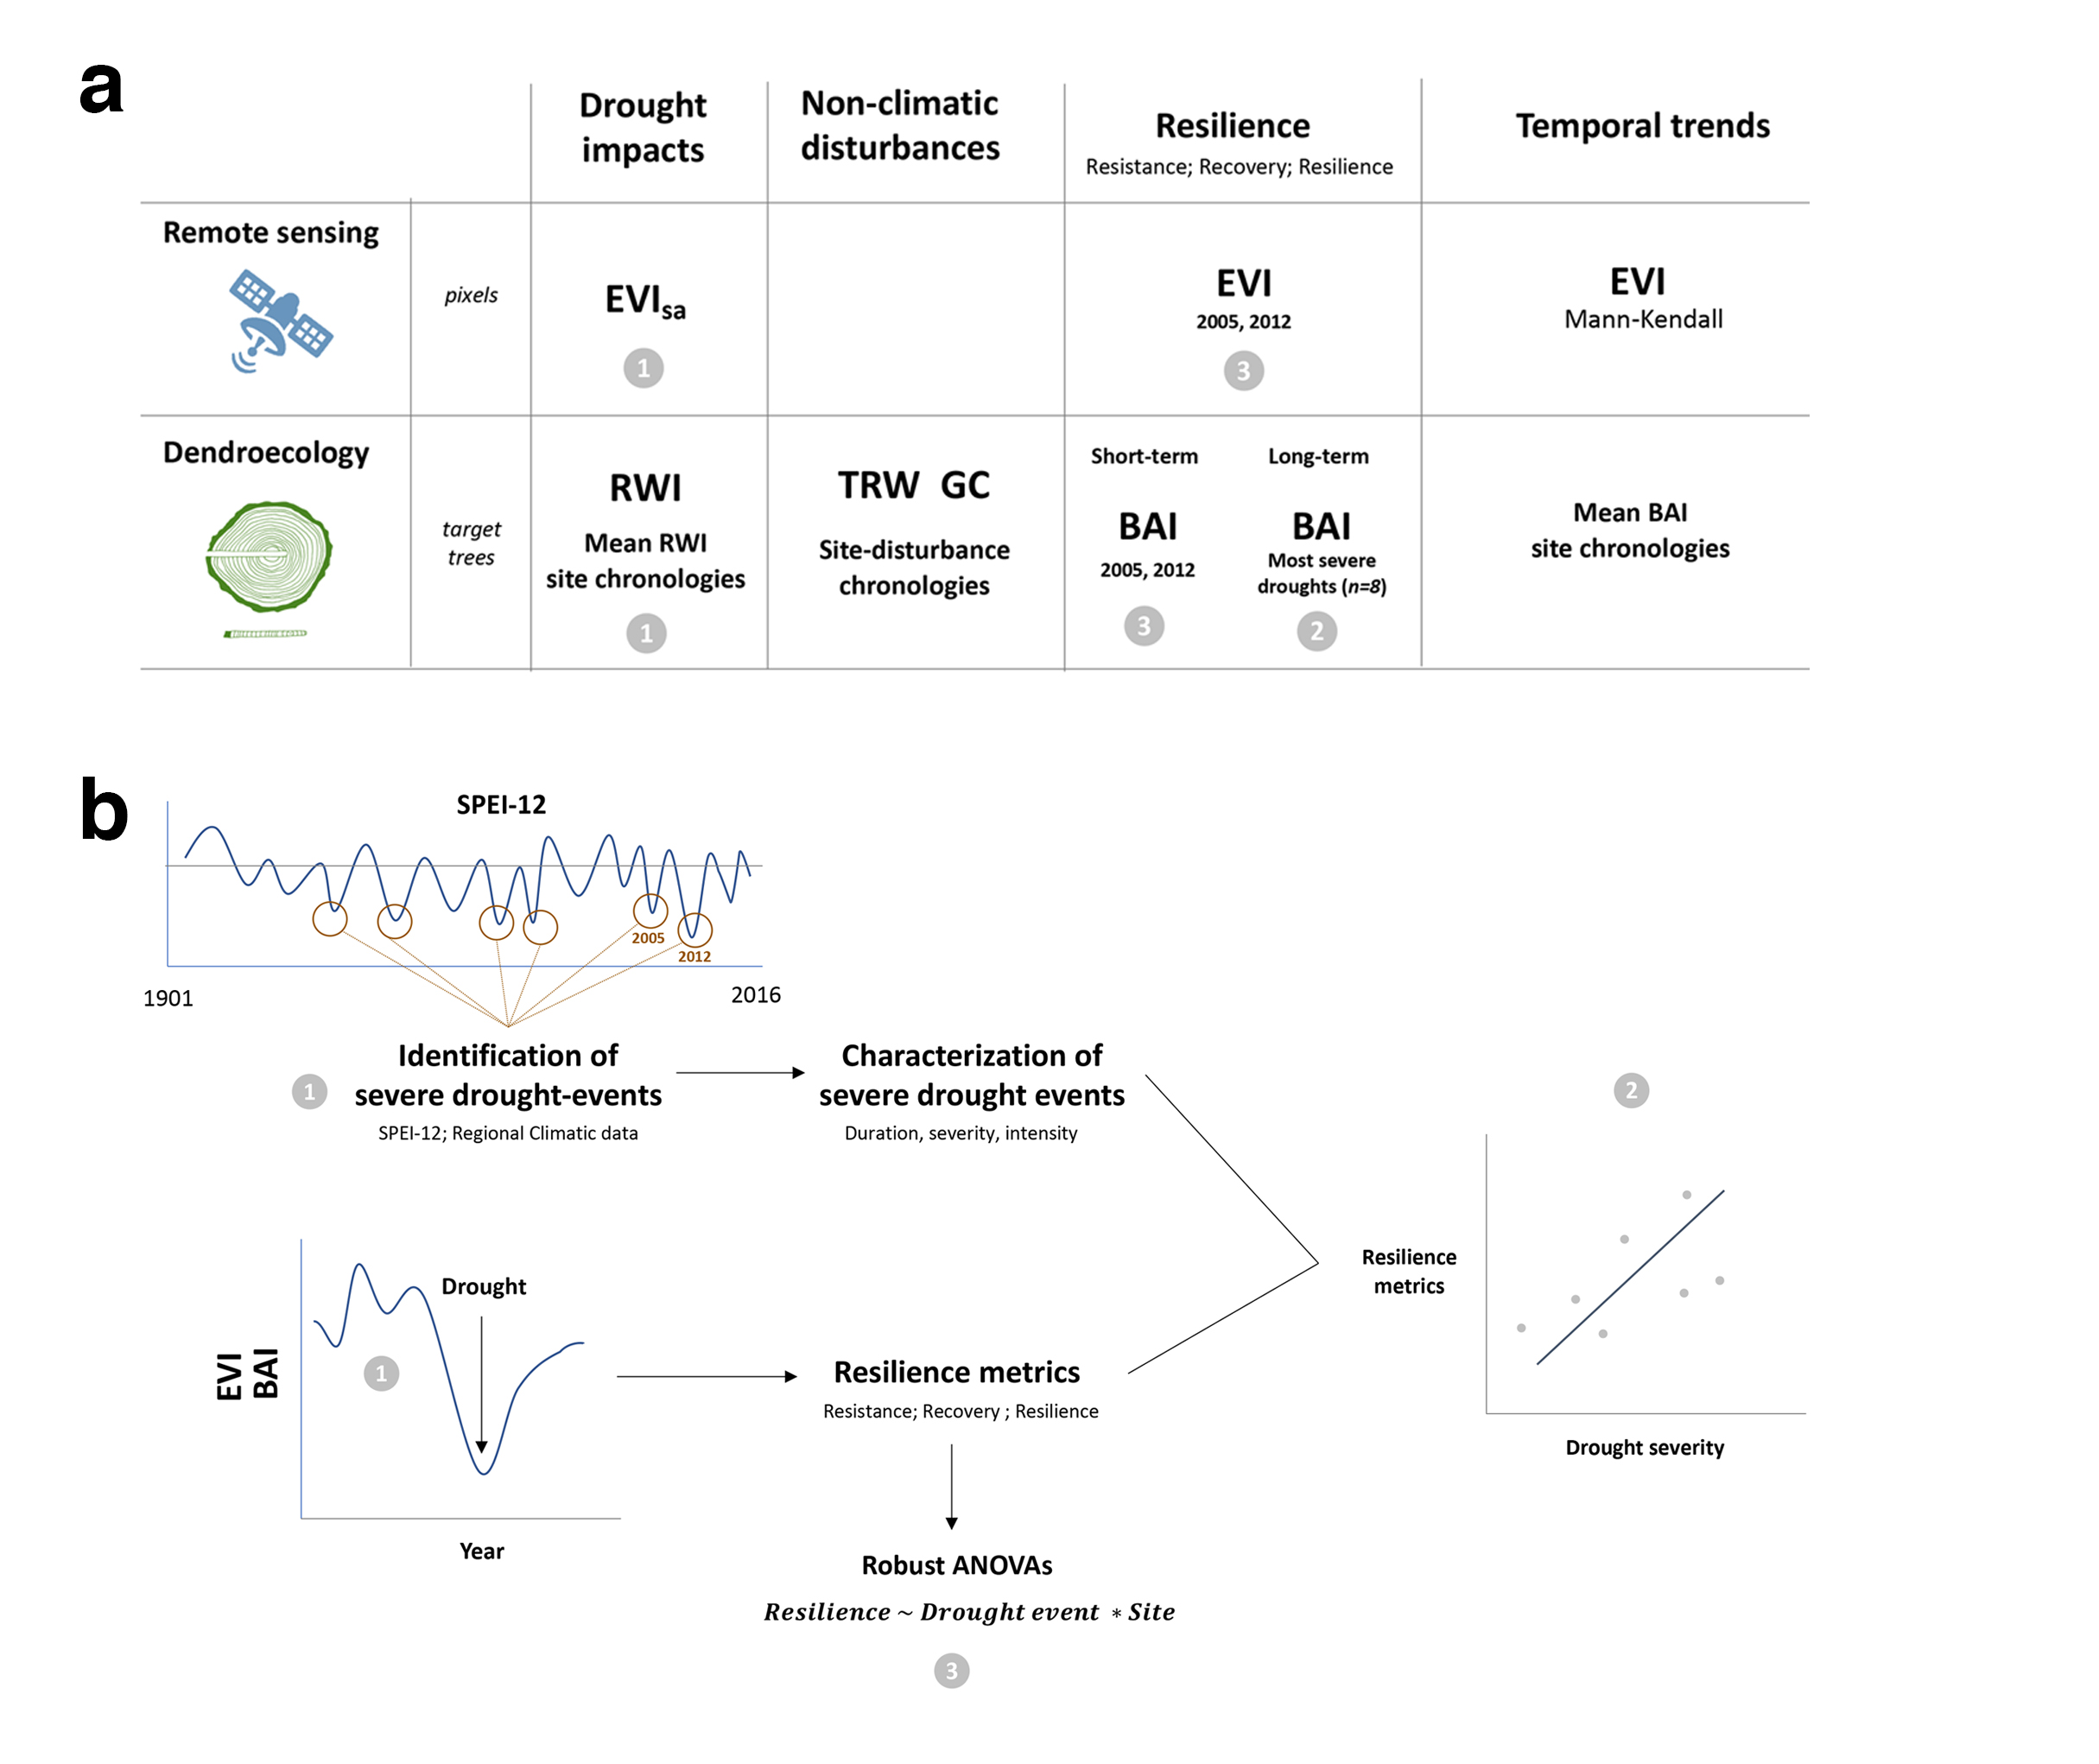 a
Drought
impacts
Non-climatic
disturbances
Resilience
Resistance; Recovery; Resilience
Temporal trends
Remote sensing
pixels
EVIsa
1
EVI
2005, 2012
3
EVI
Mann-Kendall
Dendroecology
target
trees
RWI
Mean RWI
site chronologies
1
TRW GC
Site-disturbance
chronologies
Short-term
BAI
2005, 2012
3
Long-term
BAI
Most severe
droughts (n=8)
2
Mean BAI
site chronologies
b
SPEI-12
2005
2012
1901
2016
1
Identification of
severe drought-events
SPEI-12; Regional Climatic data
Characterization of
severe drought events
Duration, severity, intensity
2
Resilience
metrics
Drought severity
EVI
BAI
1
Drought
Year
Resilience metrics
Resistance; Recovery ; Resilience
Robust ANOVAs
Resilience ~ Drought event * Site
3